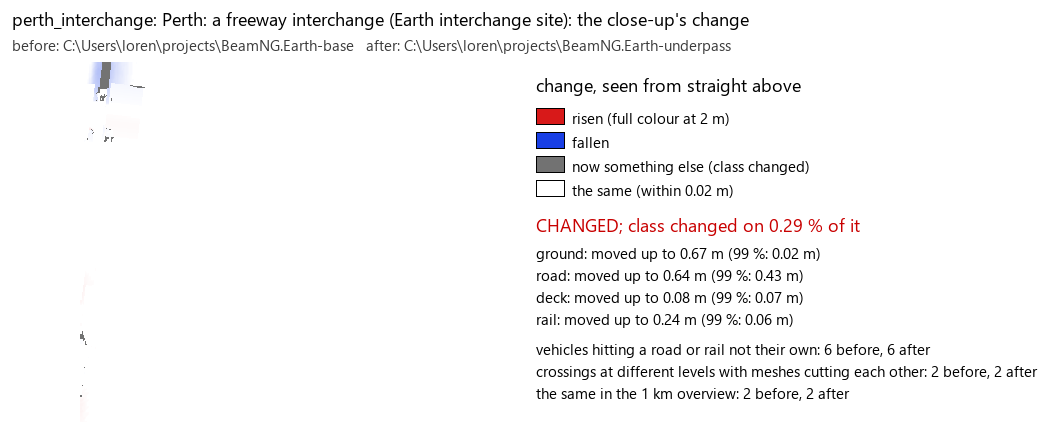 perth_interchange: Perth: a freeway interchange (Earth interchange site): the close-up's change
before: C:\Users\loren\projects\BeamNG.Earth-base   after: C:\Users\loren\projects\BeamNG.Earth-underpass
change, seen from straight above
risen (full colour at 2 m)
fallen
now something else (class changed)
the same (within 0.02 m)
CHANGED; class changed on 0.29 % of it
ground: moved up to 0.67 m (99 %: 0.02 m)
road: moved up to 0.64 m (99 %: 0.43 m)
deck: moved up to 0.08 m (99 %: 0.07 m)
rail: moved up to 0.24 m (99 %: 0.06 m)
vehicles hitting a road or rail not their own: 6 before, 6 after
crossings at different levels with meshes cutting each other: 2 before, 2 after
the same in the 1 km overview: 2 before, 2 after